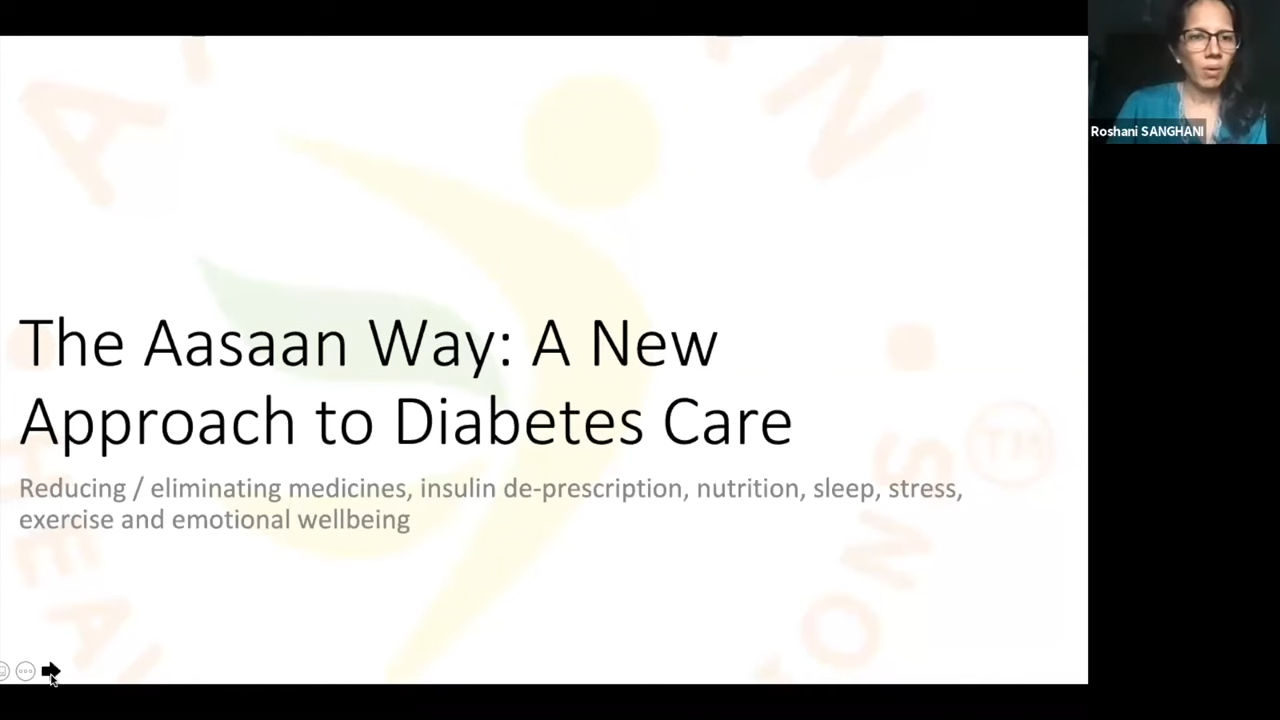 The Aasaan Way: A New
Approach to Diabetes Care
Reducing / eliminating medicines, insulin de-prescription, nutrition, sleep, stress,
exercise and emotional wellbeing
Roshani SANGHANI